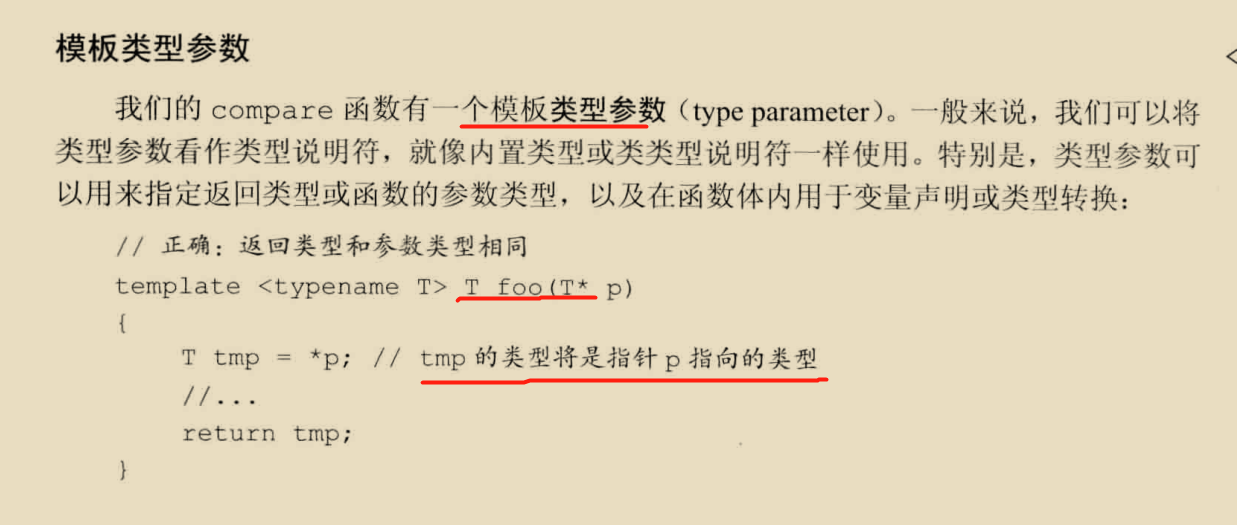 模板类型参数
我们的 compare 函数有一个模板类型参数（type parameter）。一般来说，我们可以将
类型参数看作类型说明符，就像内置类型或类类型说明符一样使用。特别是，类型参数可
以用来指定返回类型或函数的参数类型，以及在函数体内用于变量声明或类型转换：
// 正确：返回类型和参数类型相同
template <typename T> T foo(T* p)
{
T tmp = *p; // tmp 的类型将是指针 p 指向的类型
//...
return tmp;
}